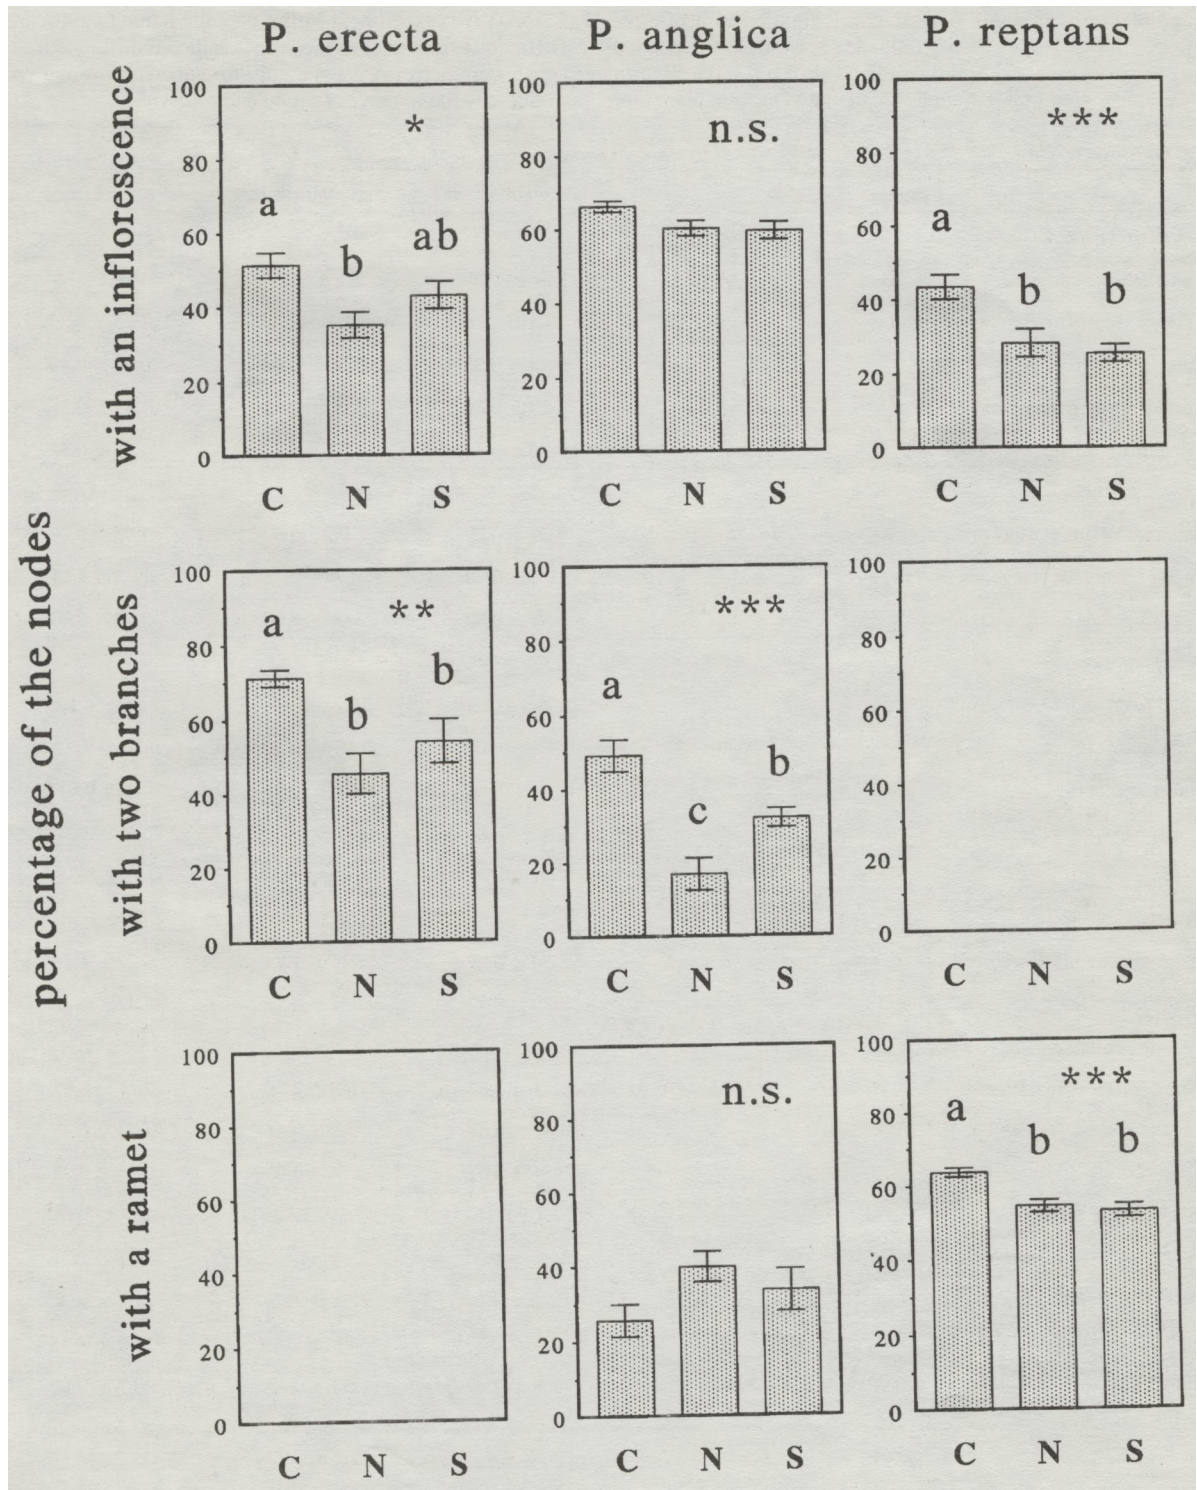 P. erecta P. anglica P. reptans
percentage of the nodes
with an inflorescence
100 80 60 40 20 0
*
a b ab
C N S
100 80 60 40 20 0
n.s.
C N S
100 80 60 40 20 0
***
a b b
C N S
with two branches
100 80 60 40 20 0
**
a b b
C N S
100 80 60 40 20 0
***
a c b
C N S
100 80 60 40 20 0
C N S
with a ramet
100 80 60 40 20 0
C N S
100 80 60 40 20 0
n.s.
C N S
100 80 60 40 20 0
***
a b b
C N S